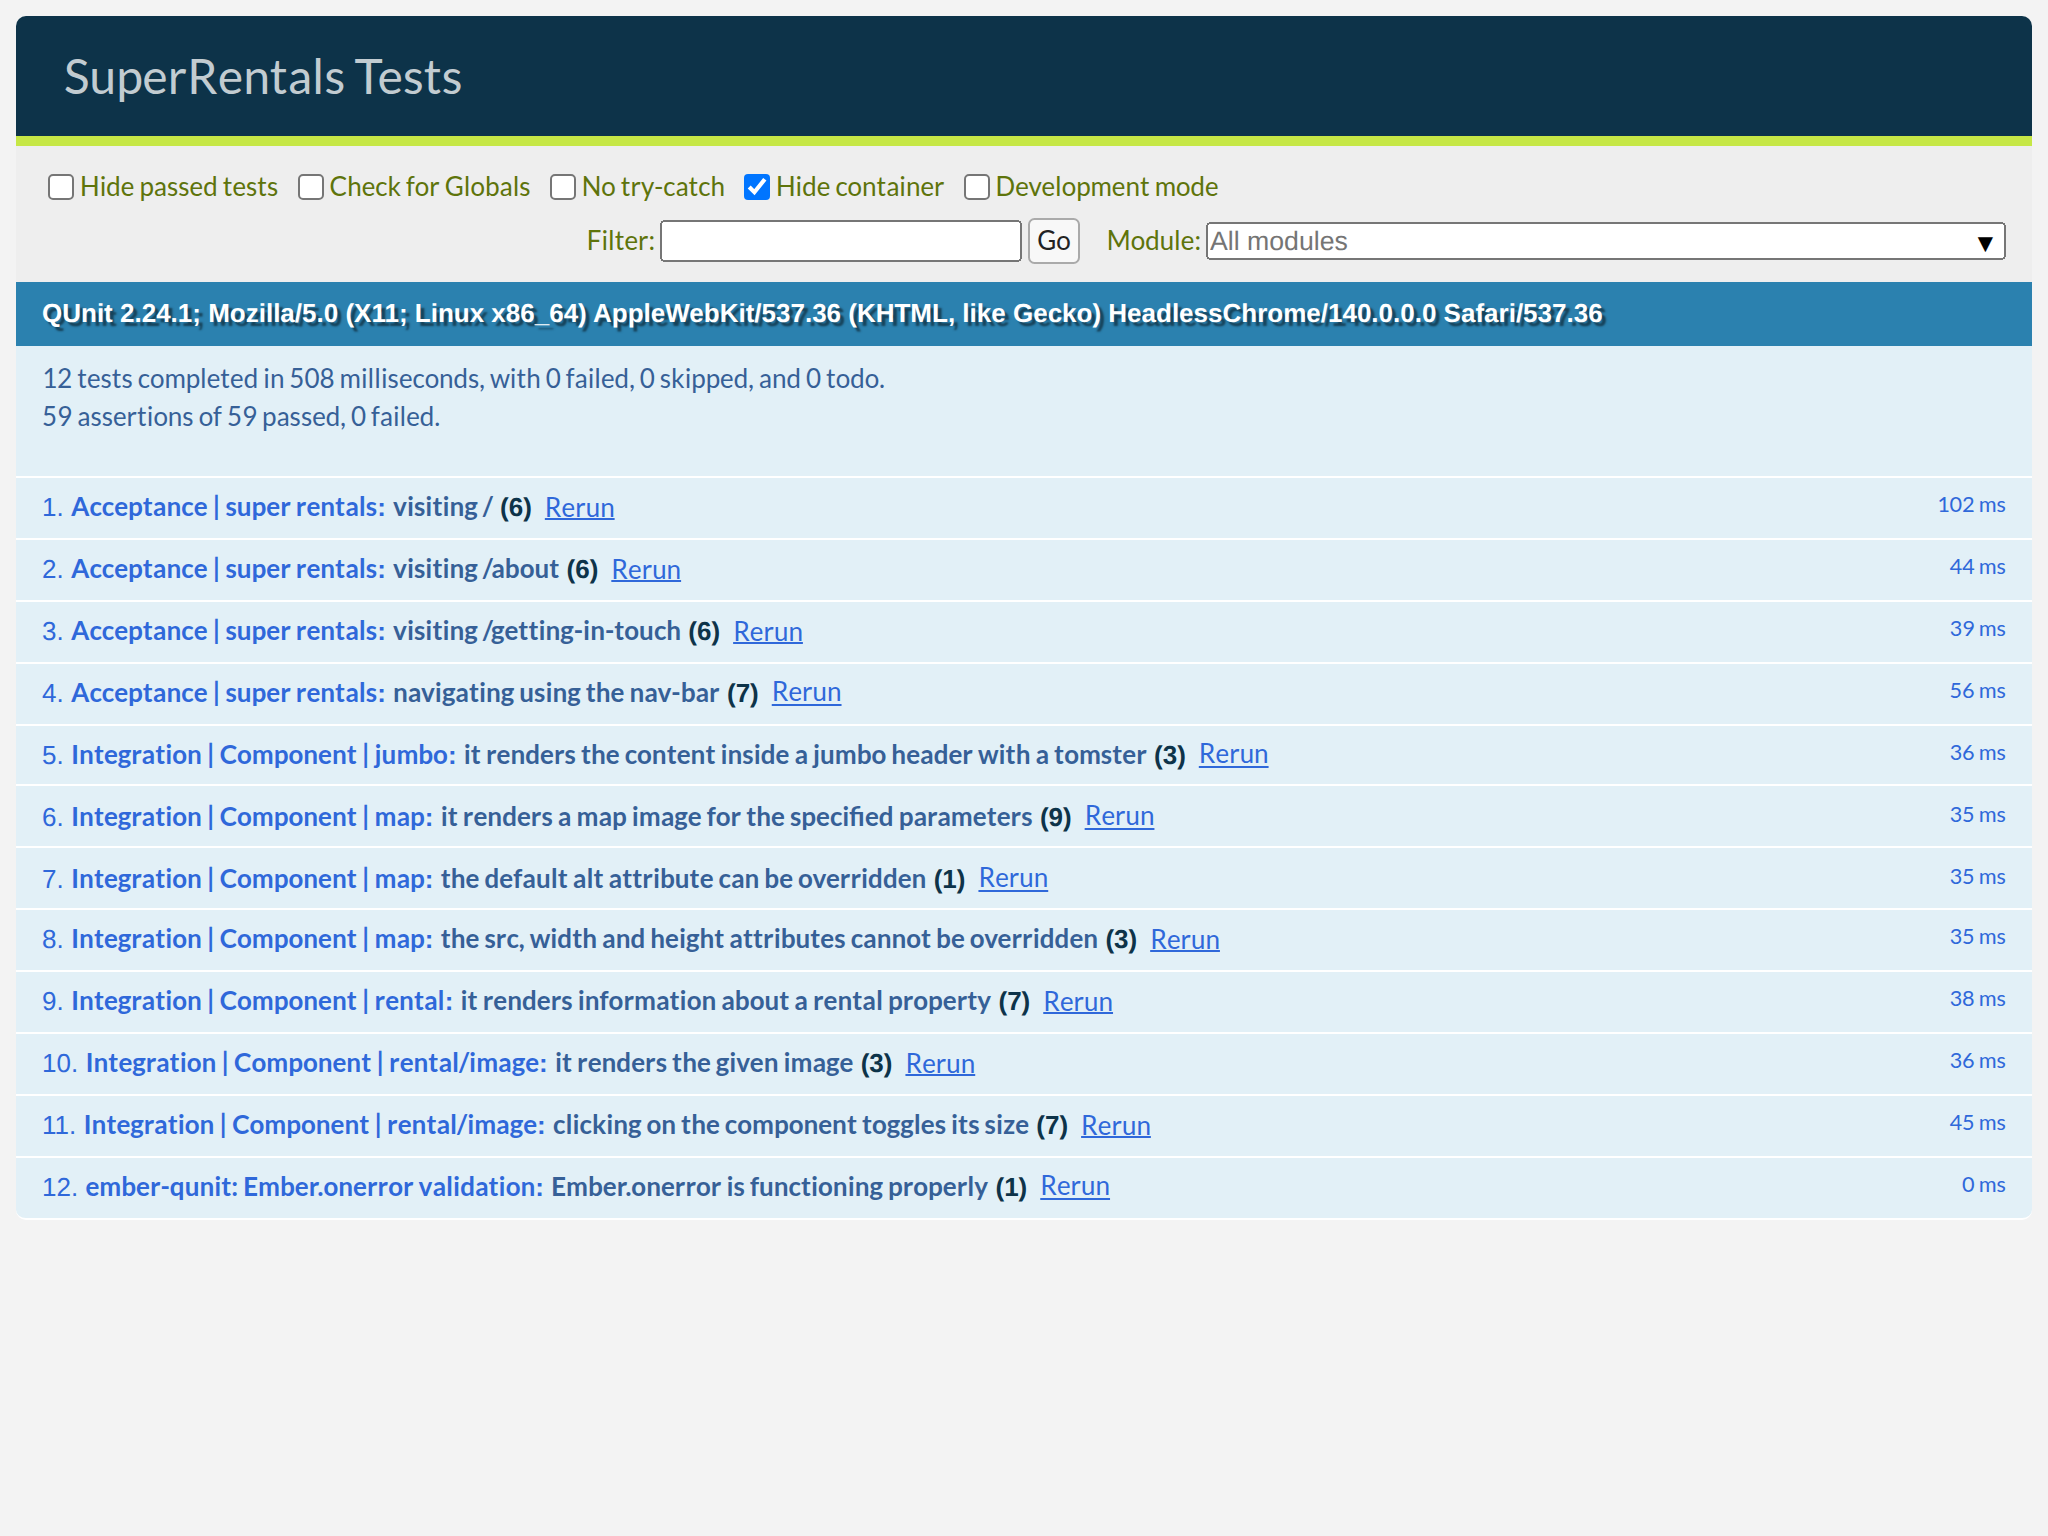 SuperRentals Tests
Hide passed tests Check for Globals No try-catch Hide container Development mode
Filter: Go Module: All modules ▼
QUnit 2.24.1; Mozilla/5.0 (X11; Linux x86_64) AppleWebKit/537.36 (KHTML, like Gecko) HeadlessChrome/140.0.0.0 Safari/537.36
12 tests completed in 508 milliseconds, with 0 failed, 0 skipped, and 0 todo.
59 assertions of 59 passed, 0 failed.
1. Acceptance | super rentals: visiting / (6) Rerun 102 ms
2. Acceptance | super rentals: visiting /about (6) Rerun 44 ms
3. Acceptance | super rentals: visiting /getting-in-touch (6) Rerun 39 ms
4. Acceptance | super rentals: navigating using the nav-bar (7) Rerun 56 ms
5. Integration | Component | jumbo: it renders the content inside a jumbo header with a tomster (3) Rerun 36 ms
6. Integration | Component | map: it renders a map image for the specified parameters (9) Rerun 35 ms
7. Integration | Component | map: the default alt attribute can be overridden (1) Rerun 35 ms
8. Integration | Component | map: the src, width and height attributes cannot be overridden (3) Rerun 35 ms
9. Integration | Component | rental: it renders information about a rental property (7) Rerun 38 ms
10. Integration | Component | rental/image: it renders the given image (3) Rerun 36 ms
11. Integration | Component | rental/image: clicking on the component toggles its size (7) Rerun 45 ms
12. ember-qunit: Ember.onerror validation: Ember.onerror is functioning properly (1) Rerun 0 ms